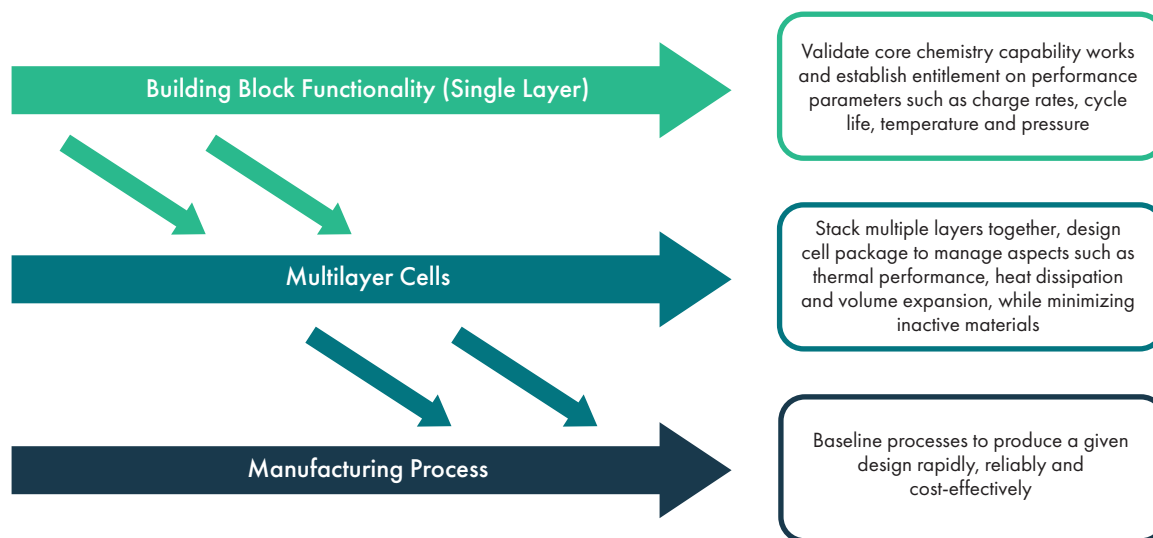 Building Block Functionality (Single Layer)
Validate core chemistry capability works
and establish entitlement on performance
parameters such as charge rates, cycle
life, temperature and pressure
Multilayer Cells
Stack multiple layers together, design
cell package to manage aspects such as
thermal performance, heat dissipation
and volume expansion, while minimizing
inactive materials
Manufacturing Process
Baseline processes to produce a given
design rapidly, reliably and
cost-effectively